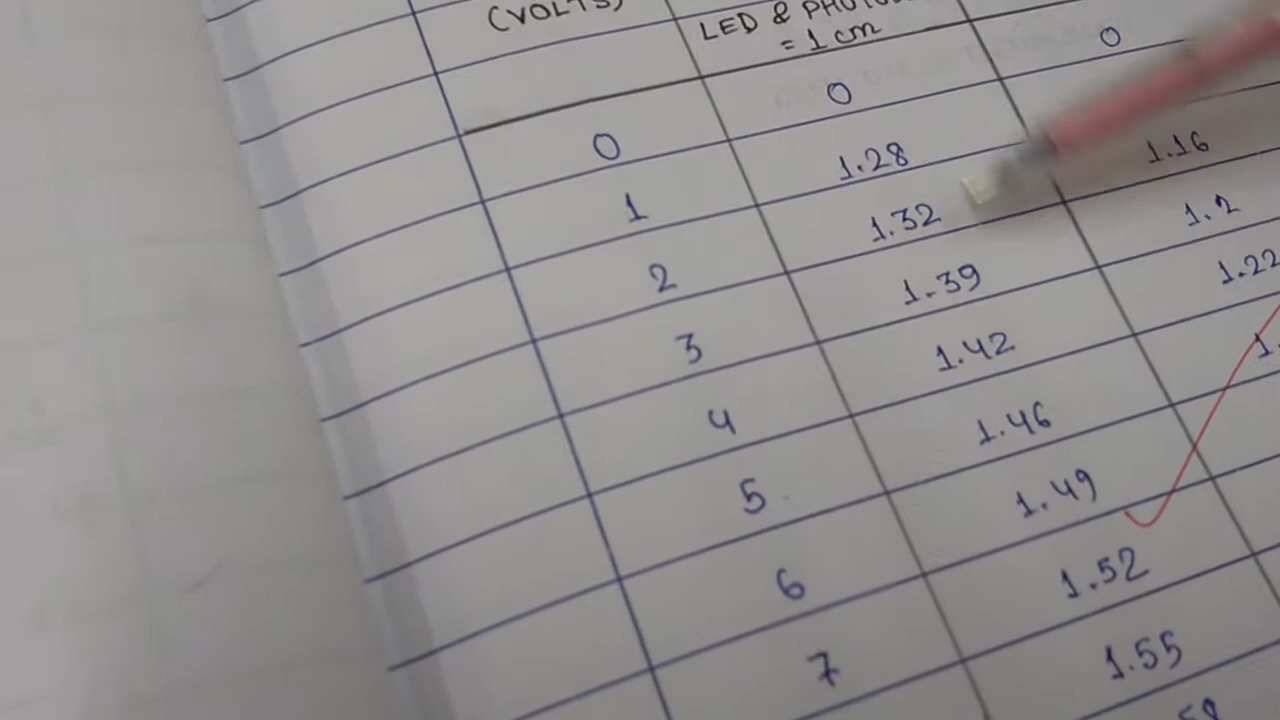 (VOLTS)
LED & 
= 1 cm
0 0 0
1 1.28
2 1.32 1.16
3 1.39 1.2
4 1.42 1.22
5 1.46
6 1.49
7 1.52
1.55